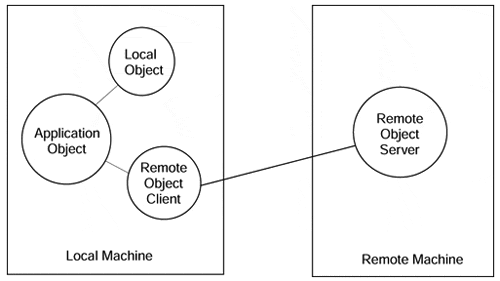 Local
Object
Application
Object
Remote
Object
Client
Local Machine
Remote
Object
Server
Remote Machine